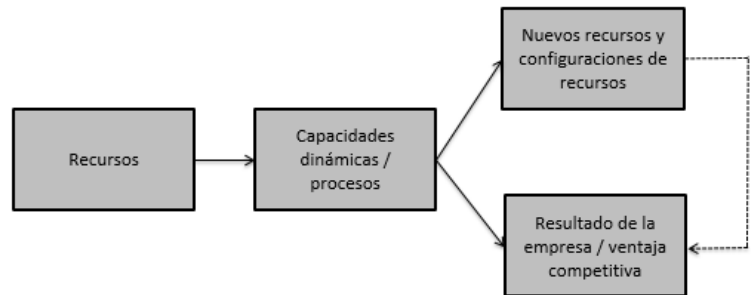 Recursos
Capacidades
dinámicas /
procesos
Nuevos recursos y
configuraciones de
recursos
Resultado de la
empresa / ventaja
competitiva